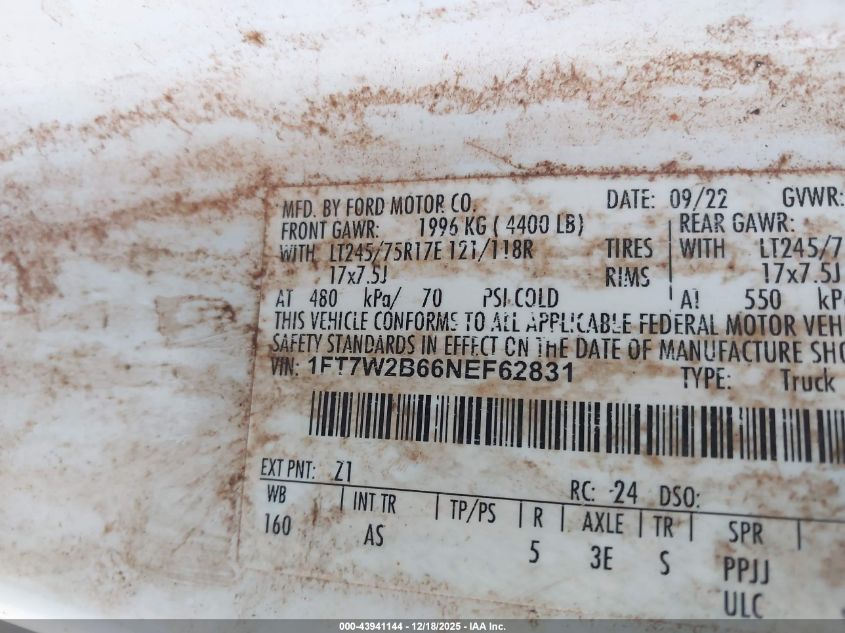 MFD. BY FORD MOTOR CO. DATE: 09/22 GVWR:
FRONT GAWR: 1996 KG ( 4400 LB) REAR GAWR:
WITH LT245/75R17E 121/118R TIRES WITH LT245/7
17x7.5J RIMS 17x7.5J
AT 480 kPa/ 70 PSI COLD AT 550 kP
THIS VEHICLE CONFORMS TO ALL APPLICABLE FEDERAL MOTOR VEH
SAFETY STANDARDS IN EFFECT ON THE DATE OF MANUFACTURE SHO
VIN: 1FT7W2B66NEF62831 TYPE: Truck
EXT PNT: Z1 RC: 24 DSO:
WB INT TR TP/PS R AXLE TR SPR
160 AS 5 3E S PPJJ
ULC
000-43941144 / 12/18/2025 - IAA Inc.